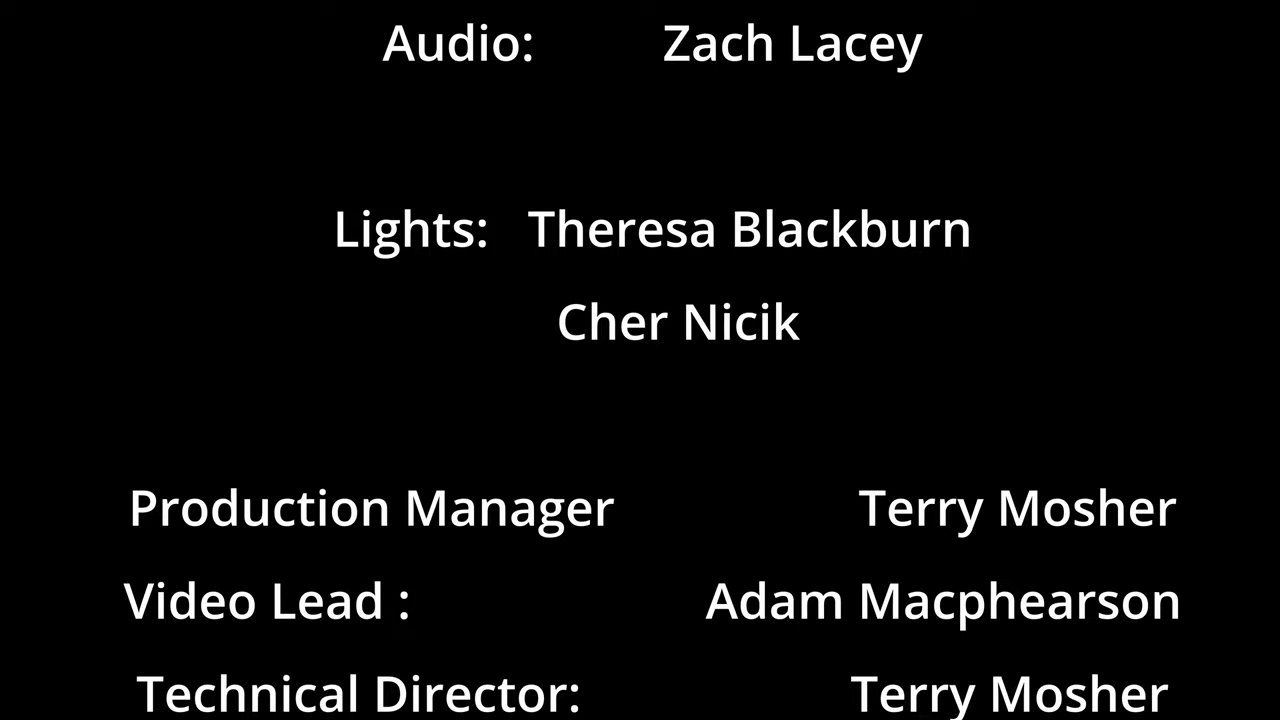 Audio: Zach Lacey
Lights: Theresa Blackburn
Cher Nicik
Production Manager Terry Mosher
Video Lead : Adam Macphearson
Technical Director: Terry Mosher